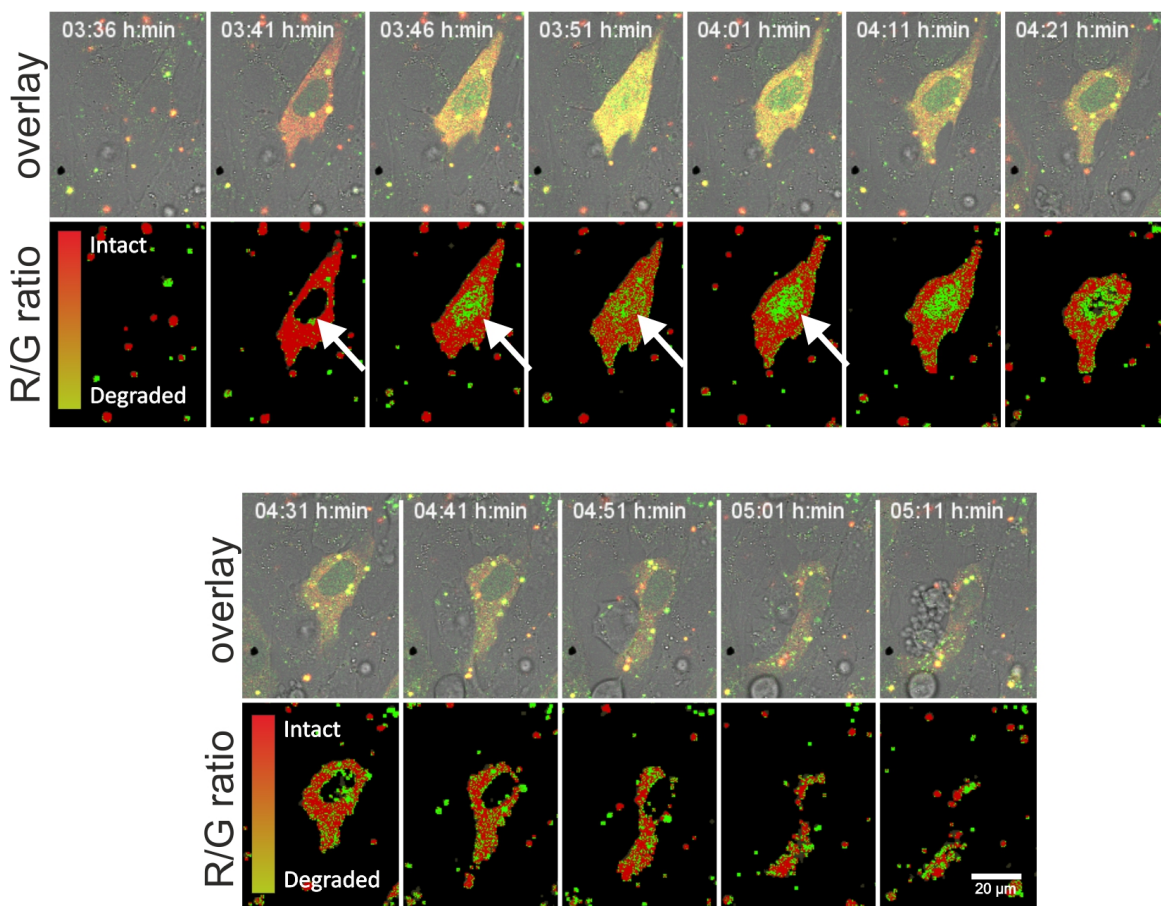 overlay
03:36 h:min
03:41 h:min
03:46 h:min
03:51 h:min
04:01 h:min
04:11 h:min
04:21 h:min
R/G ratio
Intact
Degraded
overlay
04:31 h:min
04:41 h:min
04:51 h:min
05:01 h:min
05:11 h:min
R/G ratio
Intact
Degraded
20 µm